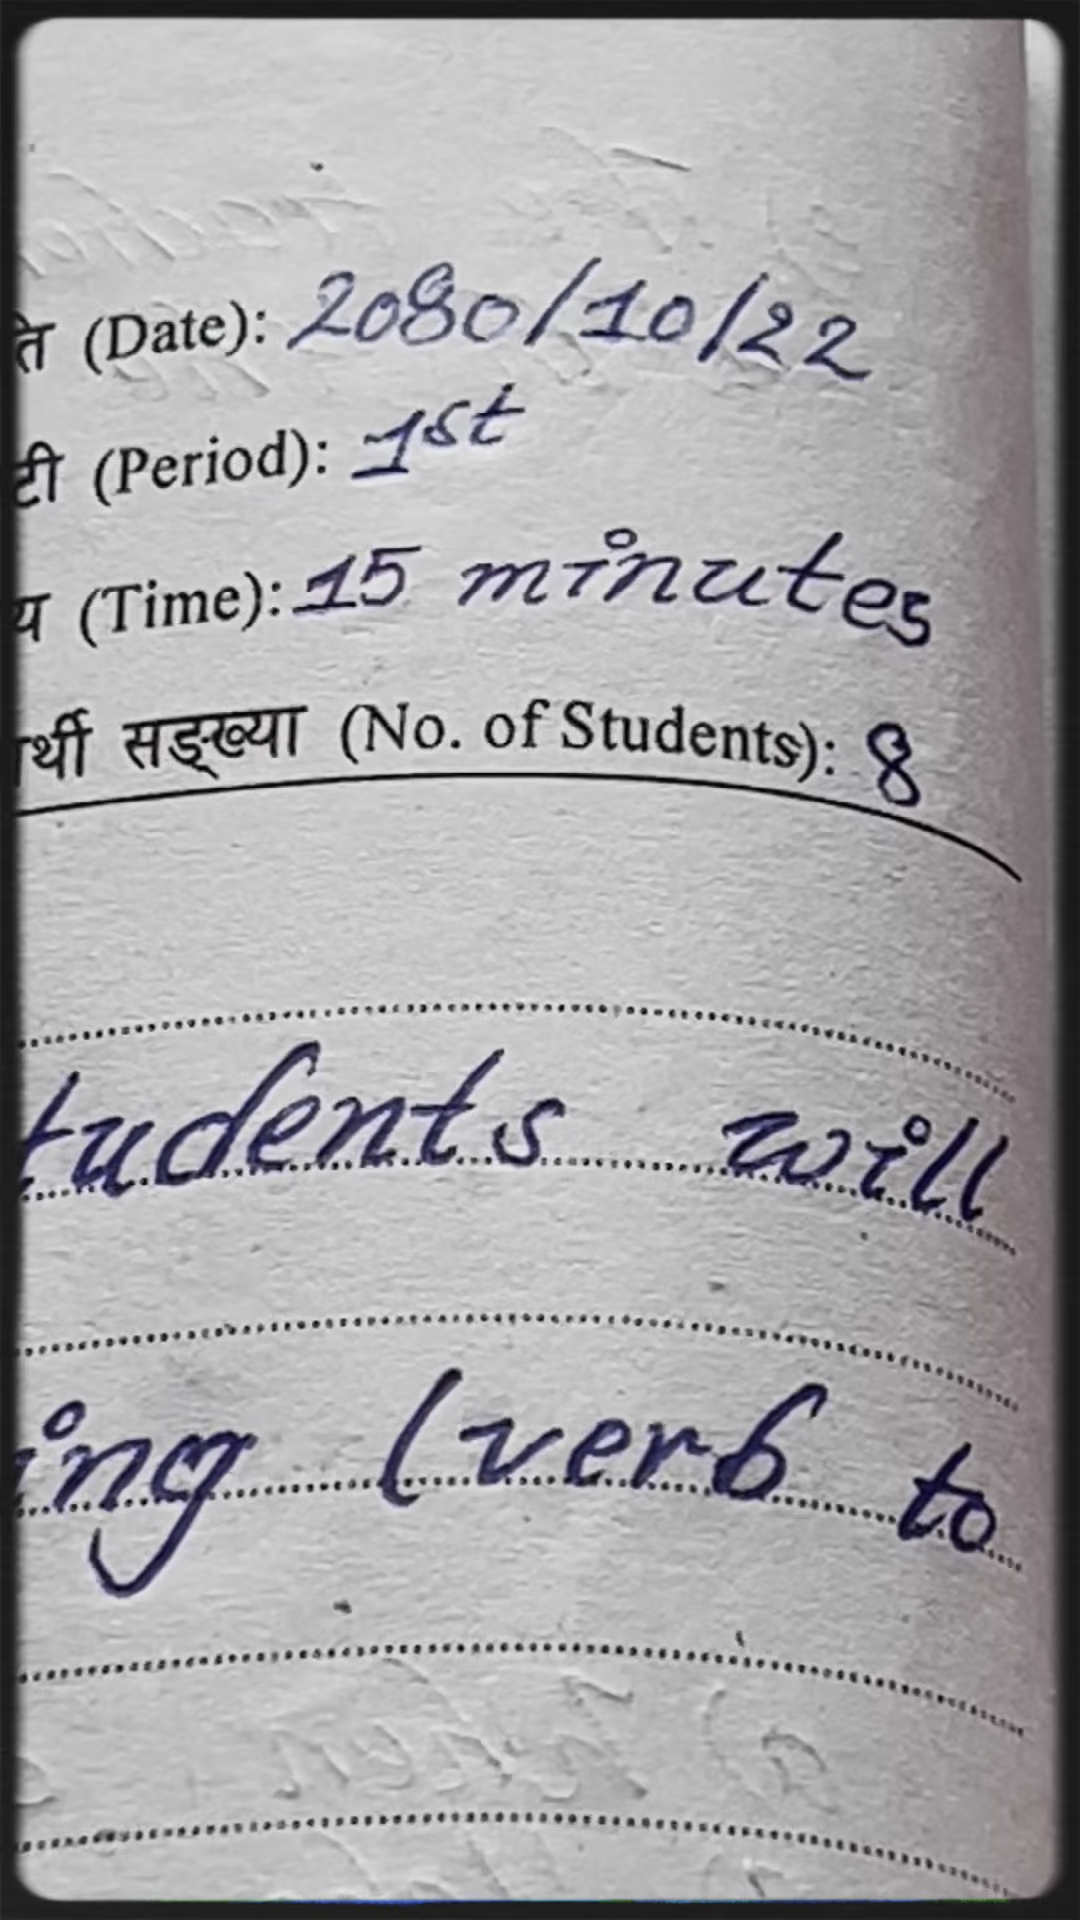 ति (Date): 2080/10/22
टी (Period): 1st
य (Time): 15 minutes
र्थी सङ्ख्या (No. of Students): 8
tudents will
ing (verb to